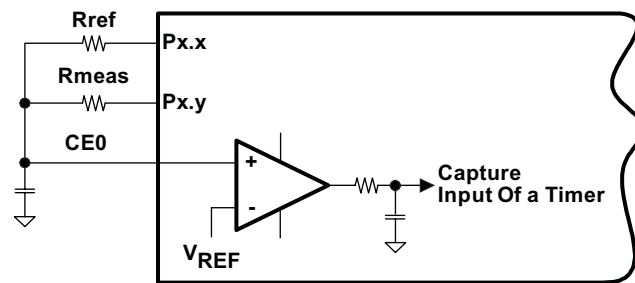 Rref
Px.x
Rmeas
Px.y
CE0
+
-
VREF
Capture
Input Of a Timer